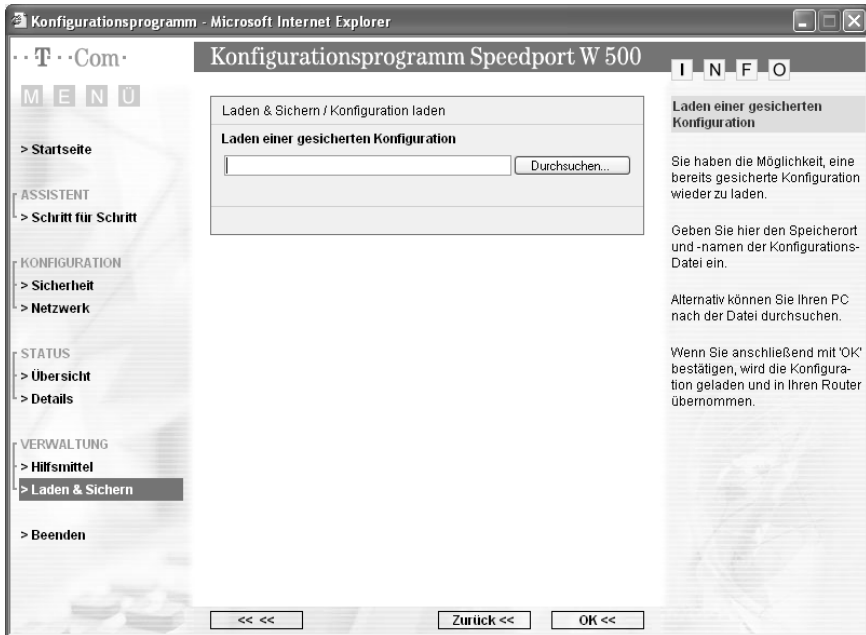 Konfigurationsprogramm - Microsoft Internet Explorer
· · T · · Com ·
Konfigurationsprogramm Speedport W 500
MENÜ
> Startseite
ASSISTENT
> Schritt für Schritt
KONFIGURATION
> Sicherheit
> Netzwerk
STATUS
> Übersicht
> Details
VERWALTUNG
> Hilfsmittel
> Laden & Sichern
> Beenden
Laden & Sichern / Konfiguration laden
Laden einer gesicherten Konfiguration
Durchsuchen...
<< <<
Zurück <<
OK <<
INFO
Laden einer gesicherten
Konfiguration
Sie haben die Möglichkeit, eine
bereits gesicherte Konfiguration
wieder zu laden.
Geben Sie hier den Speicherort
und -namen der Konfigurations-
Datei ein.
Alternativ können Sie Ihren PC
nach der Datei durchsuchen.
Wenn Sie anschließend mit 'OK'
bestätigen, wird die Konfigura-
tion geladen und in Ihren Router
übernommen.